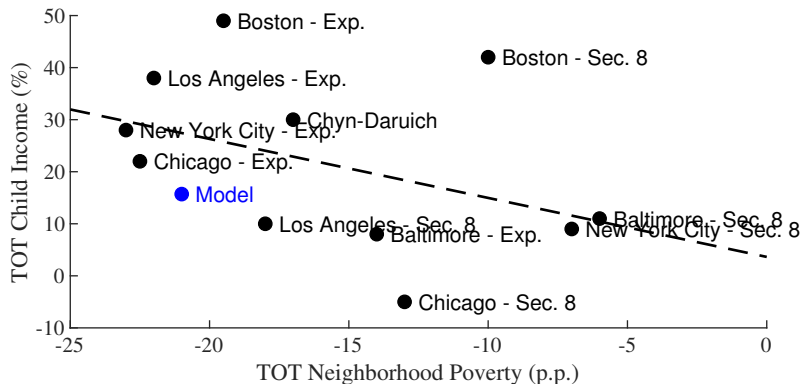 50
40
30
20
10
0
-10
TOT Child Income (%)
Boston - Exp.
Boston - Sec. 8
Los Angeles - Exp.
Chyn-Daruich
New York City - Exp.
Chicago - Exp.
Model
Los Angeles - Sec. 8
Baltimore - Sec. 8
New York City - Sec. 8
Baltimore - Exp.
Chicago - Sec. 8
-25 -20 -15 -10 -5 0
TOT Neighborhood Poverty (p.p.)